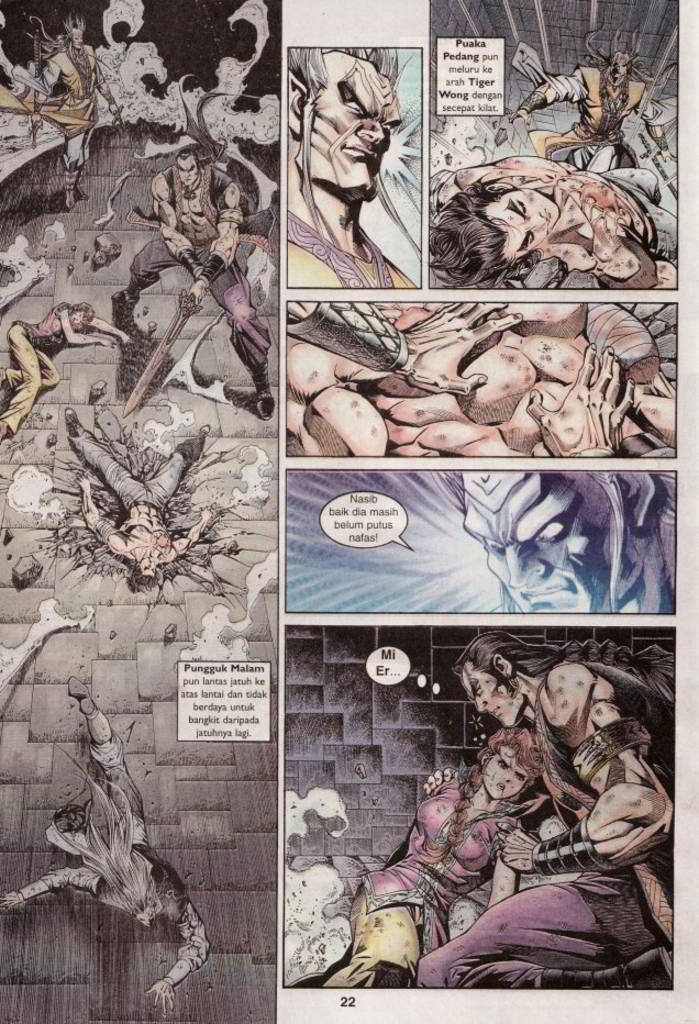 Pungguk Malam
pun lantas jatuh ke
atas lantai dan tidak
berdaya untuk
bangkit daripada
jatuhnya lagi.
Puaka
Pedang pun
meluru ke
arah Tiger
Wong dengan
secepat kilat.
Nasib
baik dia masih
belum putus
nafas!
Mi
Er...
22